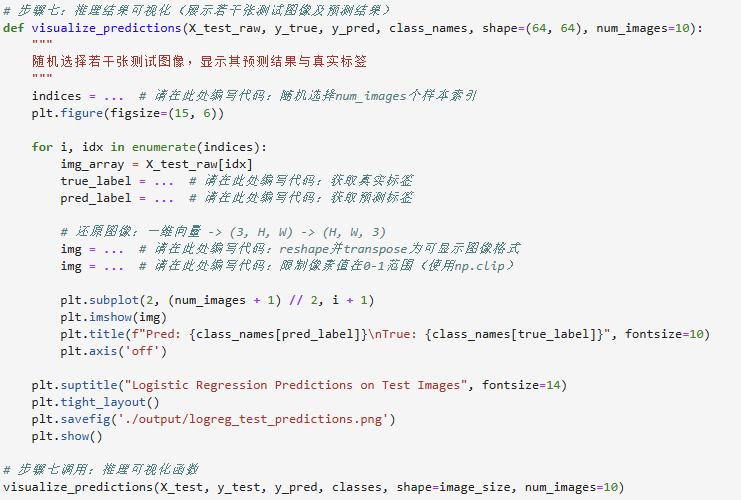 # 步骤七：推理结果可视化（展示若干张测试图像及预测结果）
def visualize_predictions(X_test_raw, y_true, y_pred, class_names, shape=(64, 64), num_images=10):
    """
    随机选择若干张测试图像，显示其预测结果与真实标签
    """
    indices = ...  # 请在此处编写代码：随机选择num_images个样本索引
    plt.figure(figsize=(15, 6))

    for i, idx in enumerate(indices):
        img_array = X_test_raw[idx]
        true_label = ...  # 请在此处编写代码：获取真实标签
        pred_label = ...  # 请在此处编写代码：获取预测标签

        # 还原图像：一维向量 -> (3, H, W) -> (H, W, 3)
        img = ...  # 请在此处编写代码：reshape并transpose为可显示图像格式
        img = ...  # 请在此处编写代码：限制像素值在0-1范围（使用np.clip）

        plt.subplot(2, (num_images + 1) // 2, i + 1)
        plt.imshow(img)
        plt.title(f"Pred: {class_names[pred_label]}\nTrue: {class_names[true_label]}", fontsize=10)
        plt.axis('off')

    plt.suptitle("Logistic Regression Predictions on Test Images", fontsize=14)
    plt.tight_layout()
    plt.savefig('./output/logreg_test_predictions.png')
    plt.show()

# 步骤七调用：推理可视化函数
visualize_predictions(X_test, y_test, y_pred, classes, shape=image_size, num_images=10)